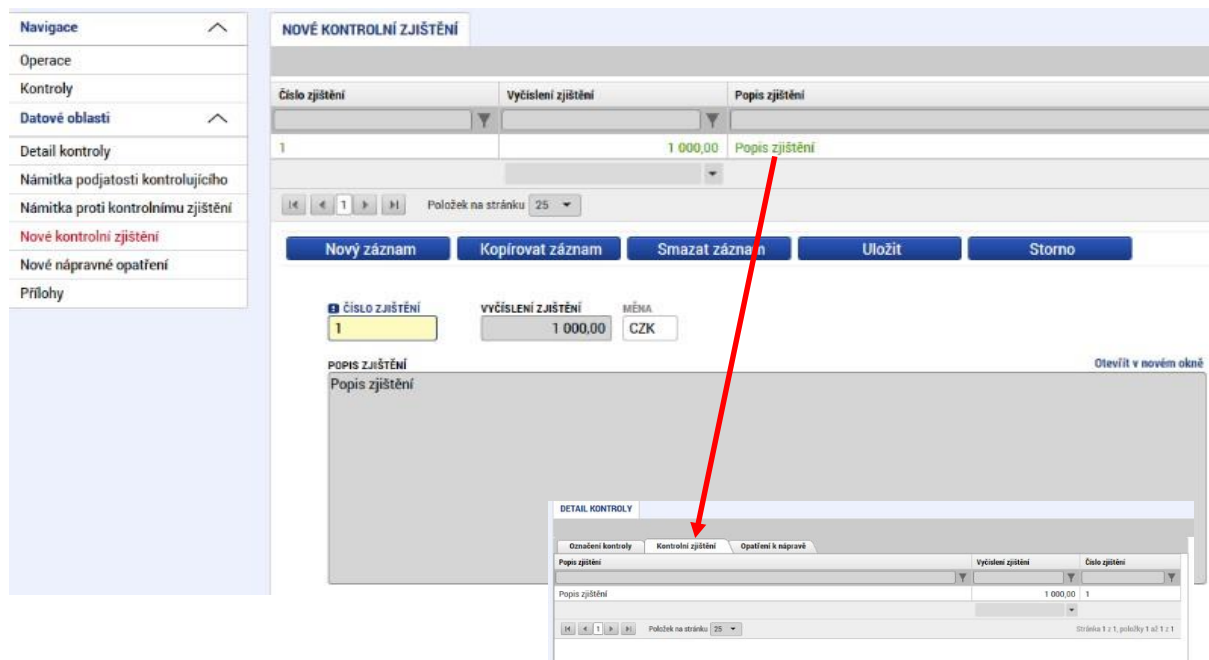 Navigace
Operace
Kontroly
Datové oblasti
Detail kontroly
Námitka podjatosti kontrolujícího
Námitka proti kontrolnímu zjištění
Nové kontrolní zjištění
Nové nápravné opatření
Přílohy
NOVÉ KONTROLNÍ ZJIŠTĚNÍ
Číslo zjištění Vyčíslení zjištění Popis zjištění
1 1 000,00 Popis zjištění
1 Položek na stránku 25
Nový záznam Kopírovat záznam Smazat záznam Uložit Storno
ČÍSLO ZJIŠTĚNÍ VYČÍSLENÍ ZJIŠTĚNÍ MĚNA
1 1 000,00 CZK
POPIS ZJIŠTĚNÍ Otevřít v novém okně
Popis zjištění
DETAIL KONTROLY
Označení kontroly Kontrolní zjištění Opatření k nápravě
Popis zjištění Vyčíslení zjištění Číslo zjištění
Popis zjištění 1 000,00 1
1 Položek na stránku 25 Stránka 1 z 1, položky 1 až 1 z 1